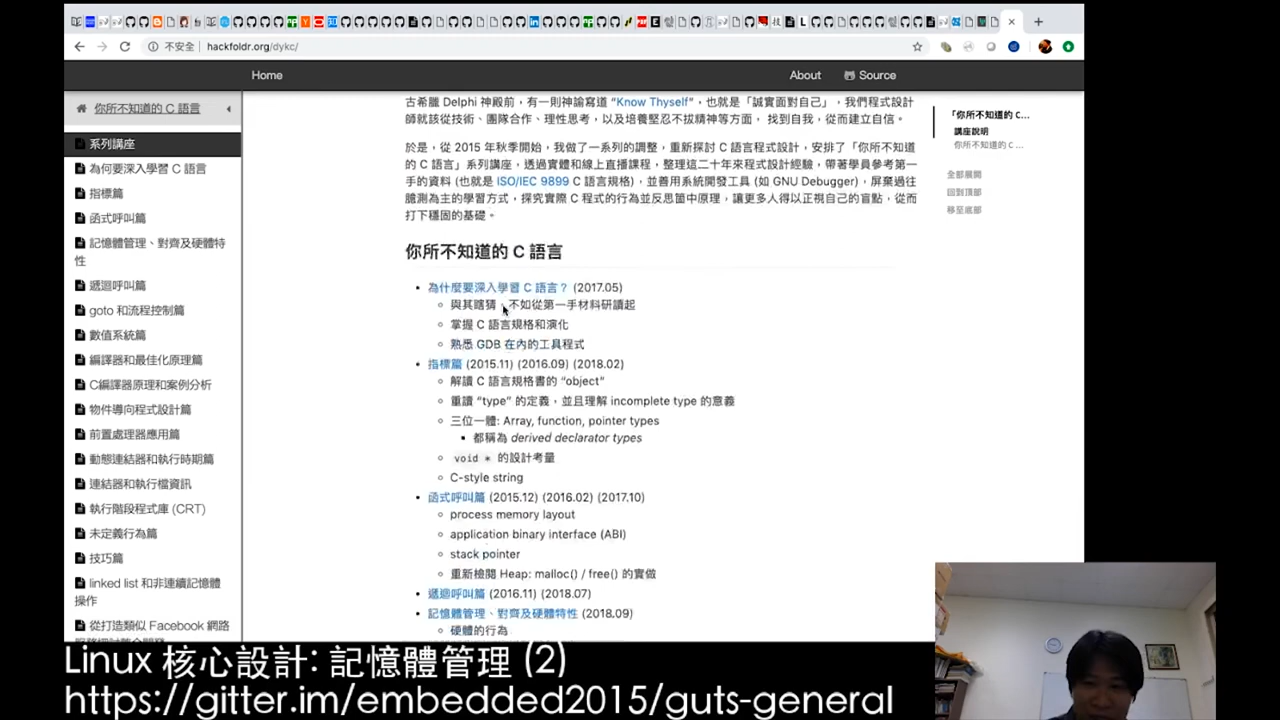 不安全 hackfoldr.org/dykc/
Home
About
Source
你所不知道的 C 語言
系列講座
為何要深入學習 C 語言
指標篇
函式呼叫篇
記憶體管理、對齊及硬體特
性
遞迴呼叫篇
goto 和流程控制
數值系統篇
編譯器和最佳化原理篇
C編譯器原理和案例分析
物件導向程式設計篇
前置處理器應用篇
動態連結器和執行時期篇
連結器和執行檔資訊
執行階段程式庫 (CRT)
未定義行為篇
技巧篇
linked list 和非連續記憶體
操作
從打造類似 Facebook 網路
古希臘 Delphi 神殿前，有一則神諭寫道 “Know Thyself”，也就是「誠實面對自己」，我們程式設計
師就該從技術、團隊合作、理性思考，以及培養堅忍不拔精神等方面， 找到自我，從而建立自信。
於是，從 2015 年秋季開始，我做了一系列的調整，重新探討 C 語言程式設計，安排了「你所不知道
的 C 語言」系列講座，透過實體和線上直播課程，整理這二十年來程式設計經驗，帶著學員參考第一
手的資料 (也就是 ISO/IEC 9899 C 語言規格)，並善用系統開發工具 (如 GNU Debugger)，屏棄過往
臆測為主的學習方式，探究實際 C 程式的行為並反思箇中原理，讓更多人得以正視自己的盲點，從而
打下穩固的基礎。
你所不知道的 C 語言
為什麼要深入學習 C 語言？ (2017.05)
與其瞎猜，不如從第一手材料研讀起
掌握 C 語言規格和演化
熟悉 GDB 在內的工具程式
指標篇 (2015.11) (2016.09) (2018.02)
解讀 C 語言規格書的 “object”
重讀 “type” 的定義，並且理解 incomplete type 的意義
三位一體: Array, function, pointer types
都稱為 derived declarator types
void * 的設計考量
C-style string
函式呼叫篇 (2015.12) (2016.02) (2017.10)
process memory layout
application binary interface (ABI)
stack pointer
重新檢閱 Heap: malloc() / free() 的實做
遞迴呼叫篇 (2016.11) (2018.07)
記憶體管理、對齊及硬體特性 (2018.09)
硬體的行為
「你所不知道的 C...
講座說明
你所不知道的 C ...
全部展開
回到頂部
移至底部
Linux 核心設計: 記憶體管理 (2)
https://gitter.im/embedded2015/guts-general